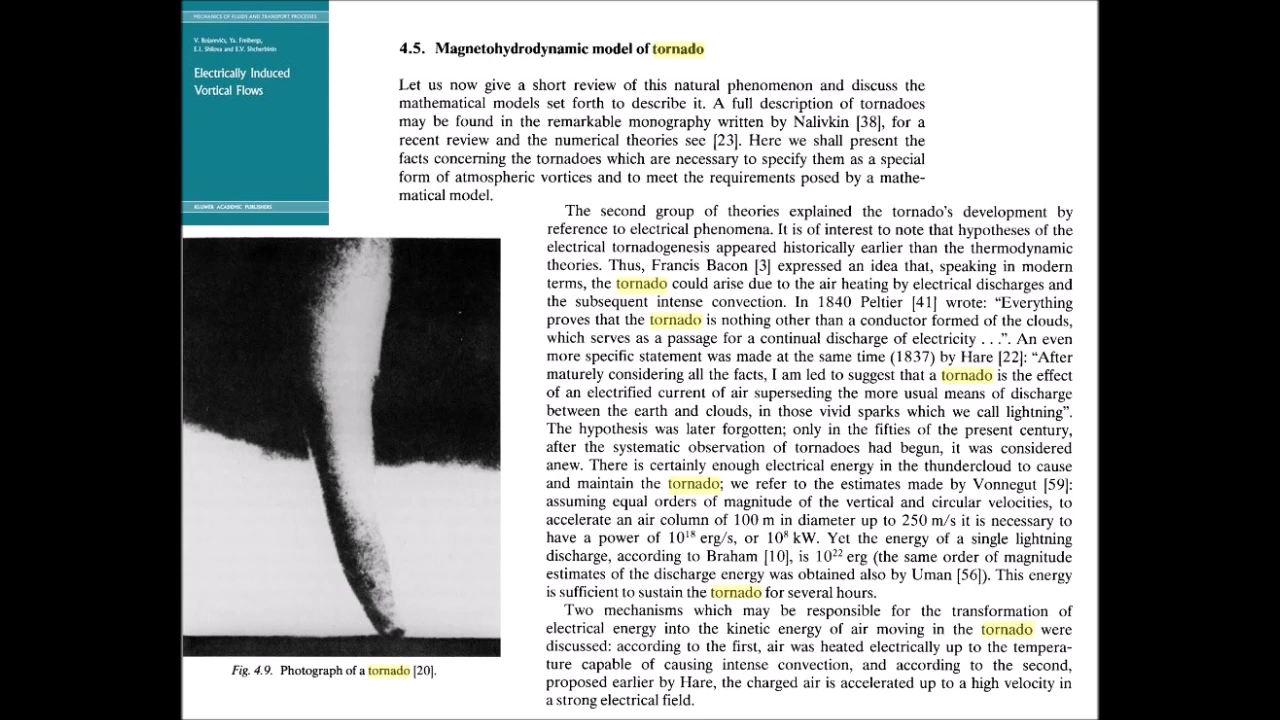 MECHANICS OF FLUIDS AND TRANSPORT PROCESSES
V. Bojarevičs, Ya. Freibergs,
E.I. Shilova and E.V. Shcherbinin
Electrically Induced
Vortical Flows
KLUWER ACADEMIC PUBLISHERS
4.5. Magnetohydrodynamic model of tornado
Let us now give a short review of this natural phenomenon and discuss the
mathematical models set forth to describe it. A full description of tornadoes
may be found in the remarkable monography written by Nalivkin [38], for a
recent review and the numerical theories see [23]. Here we shall present the
facts concerning the tornadoes which are necessary to specify them as a special
form of atmospheric vortices and to meet the requirements posed by a mathe-
matical model.
The second group of theories explained the tornado's development by
reference to electrical phenomena. It is of interest to note that hypotheses of the
electrical tornadogenesis appeared historically earlier than the thermodynamic
theories. Thus, Francis Bacon [3] expressed an idea that, speaking in modern
terms, the tornado could arise due to the air heating by electrical discharges and
the subsequent intense convection. In 1840 Peltier [41] wrote: “Everything
proves that the tornado is nothing other than a conductor formed of the clouds,
which serves as a passage for a continual discharge of electricity . . .”. An even
more specific statement was made at the same time (1837) by Hare [22]: “After
maturely considering all the facts, I am led to suggest that a tornado is the effect
of an electrified current of air superseding the more usual means of discharge
between the earth and clouds, in those vivid sparks which we call lightning”.
The hypothesis was later forgotten; only in the fifties of the present century,
after the systematic observation of tornadoes had begun, it was considered
anew. There is certainly enough electrical energy in the thundercloud to cause
and maintain the tornado; we refer to the estimates made by Vonnegut [59]:
assuming equal orders of magnitude of the vertical and circular velocities, to
accelerate an air column of 100 m in diameter up to 250 m/s it is necessary to
have a power of 10¹⁸ erg/s, or 10⁸ kW. Yet the energy of a single lightning
discharge, according to Braham [10], is 10²² erg (the same order of magnitude
estimates of the discharge energy was obtained also by Uman [56]). This energy
is sufficient to sustain the tornado for several hours.
Two mechanisms which may be responsible for the transformation of
electrical energy into the kinetic energy of air moving in the tornado were
discussed: according to the first, air was heated electrically up to the tempera-
ture capable of causing intense convection, and according to the second,
proposed earlier by Hare, the charged air is accelerated up to a high velocity in
a strong electrical field.
Fig. 4.9. Photograph of a tornado [20].